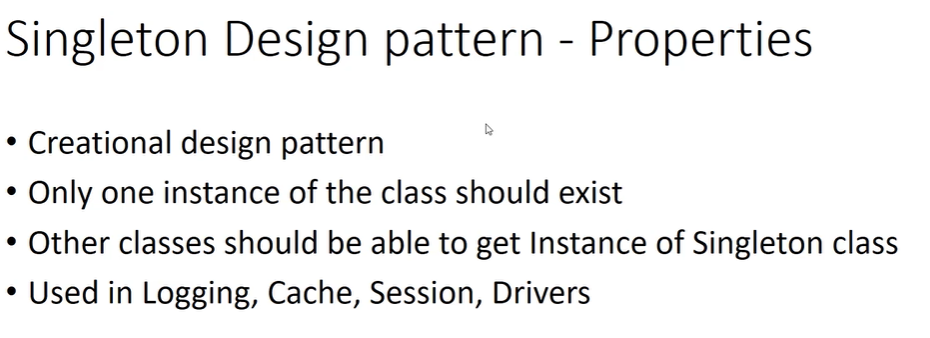 Singleton Design pattern - Properties
• Creational design pattern
• Only one instance of the class should exist
• Other classes should be able to get Instance of Singleton class
• Used in Logging, Cache, Session, Drivers